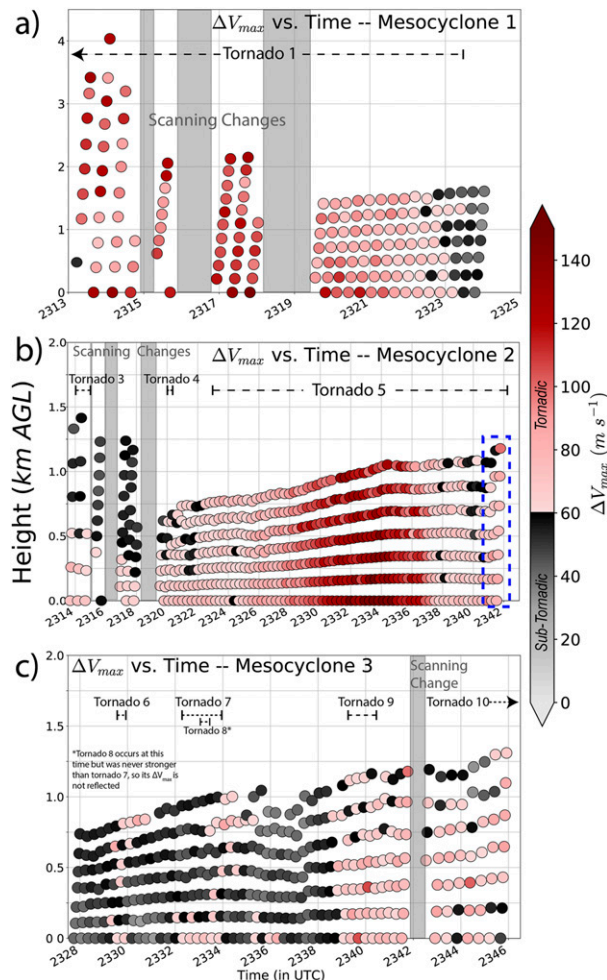 a)
ΔVmax vs. Time -- Mesocyclone 1
Tornado 1
Scanning Changes
4
3
2
1
0
2313
2315
2317
2319
2321
2323
2325
b)
Scanning Changes
ΔVmax vs. Time -- Mesocyclone 2
Tornado 3
Tornado 4
Tornado 5
2.0
1.5
1.0
0.5
0.0
Height (km AGL)
2314
2316
2318
2320
2322
2324
2326
2328
2330
2332
2334
2336
2338
2340
2342
c)
ΔVmax vs. Time -- Mesocyclone 3
Scanning
Change
Tornado 6
Tornado 7
Tornado 8*
Tornado 9
Tornado 10
*Tornado 8 occurs at this
time but was never stronger
than tornado 7, so its ΔVmax is
not reflected
2.0
1.5
1.0
0.5
0.0
2328
2330
2332
2334
2336
2338
2340
2342
2344
2346
Time (in UTC)
140
120
100
80
60
40
20
0
Tornadic
Sub-Tornadic
ΔVmax (m s⁻¹)